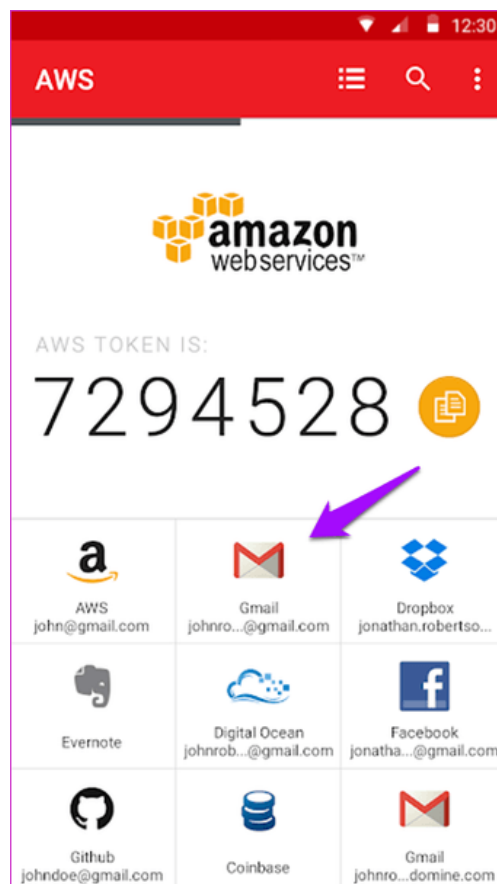 12:30
AWS
amazon
webservices™
AWS TOKEN IS:
7294528
AWS
john@gmail.com
Gmail
johnro...@gmail.com
Dropbox
jonathan.robertso...
Evernote
Digital Ocean
johnrob...@gmail.com
Facebook
jonatha...@gmail.com
Github
johndoe@gmail.com
Coinbase
Gmail
johnro...domine.com